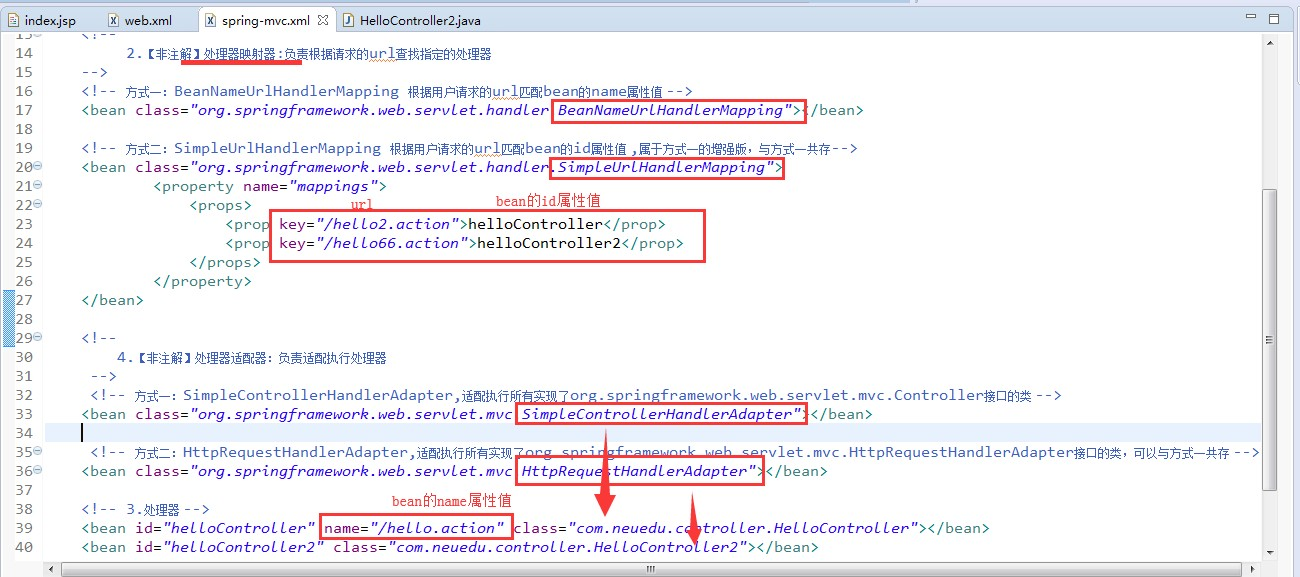 index.jsp web.xml spring-mvc.xml HelloController2.java
13 <!--
14 2.【非注解】处理器映射器:负责根据请求的url查找指定的处理器
15 -->
16 <!-- 方式一：BeanNameUrlHandlerMapping 根据用户请求的url匹配bean的name属性值 -->
17 <bean class="org.springframework.web.servlet.handler.BeanNameUrlHandlerMapping"></bean>
18
19 <!-- 方式二：SimpleUrlHandlerMapping 根据用户请求的url匹配bean的id属性值 ,属于方式一的增强版，与方式一共存-->
20 <bean class="org.springframework.web.servlet.handler.SimpleUrlHandlerMapping">
21 <property name="mappings">
22 <props> url bean的id属性值
23 <prop key="/hello2.action">helloController</prop>
24 <prop key="/hello66.action">helloController2</prop>
25 </props>
26 </property>
27 </bean>
28
29 <!--
30 4.【非注解】处理器适配器：负责适配执行处理器
31 -->
32 <!-- 方式一：SimpleControllerHandlerAdapter,适配执行所有实现了org.springframework.web.servlet.mvc.Controller接口的类 -->
33 <bean class="org.springframework.web.servlet.mvc.SimpleControllerHandlerAdapter"></bean>
34
35 <!-- 方式二：HttpRequestHandlerAdapter,适配执行所有实现了org.springframework.web.servlet.mvc.HttpRequestHandlerAdapter接口的类，可以与方式一共存 -->
36 <bean class="org.springframework.web.servlet.mvc.HttpRequestHandlerAdapter"></bean>
37
bean的name属性值
38 <!-- 3.处理器 -->
39 <bean id="helloController" name="/hello.action" class="com.neuedu.controller.HelloController"></bean>
40 <bean id="helloController2" class="com.neuedu.controller.HelloController2"></bean>